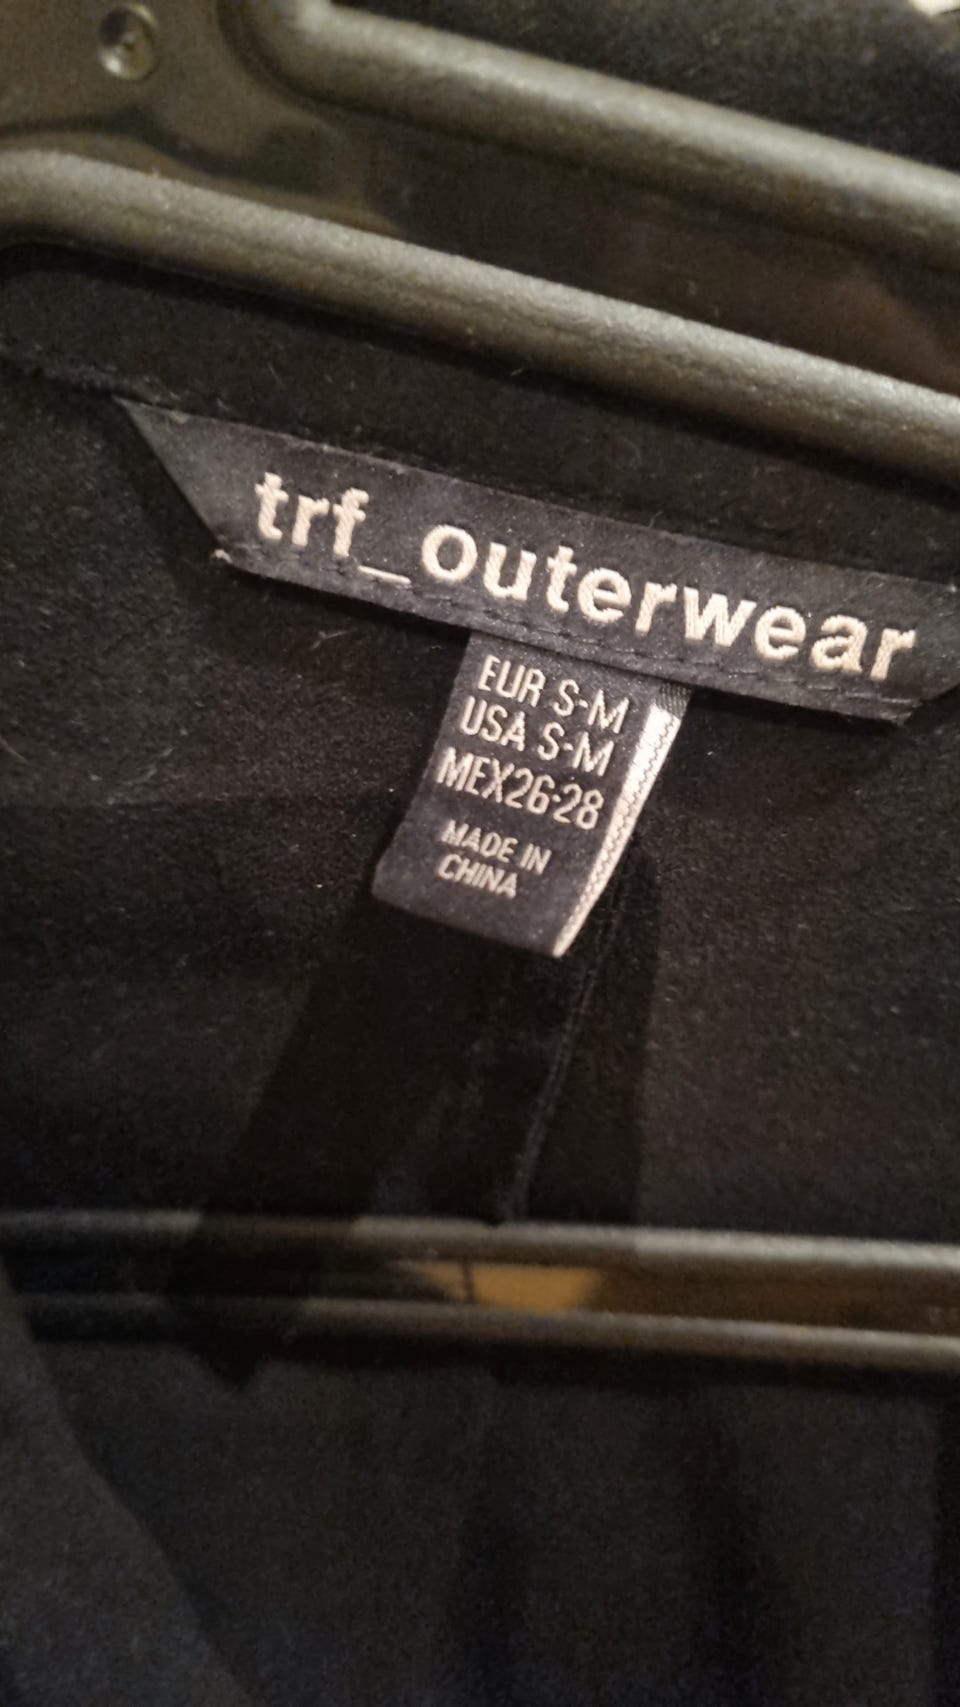 trf_outerwear
EUR S-M
USA S-M
MEX26-28
MADE IN
CHINA